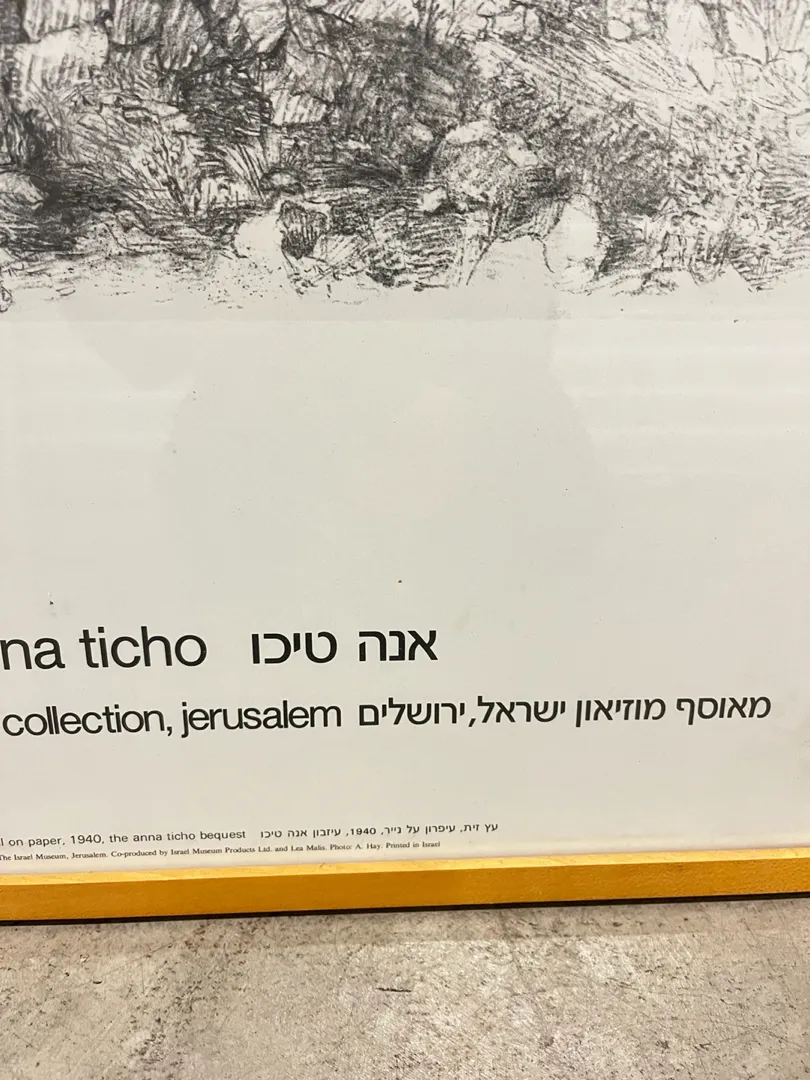 na ticho אנה טיכו
collection, jerusalem מאוסף מוזיאון ישראל, ירושלים
l on paper, 1940, the anna ticho bequest עץ זית, עיפרון על נייר, 1940, עיזבון אנה טיכו
The Israel Museum, Jerusalem. Co-produced by Israel Museum Products Ltd. and Lea Malis. Photo: A. Hay. Printed in Israel